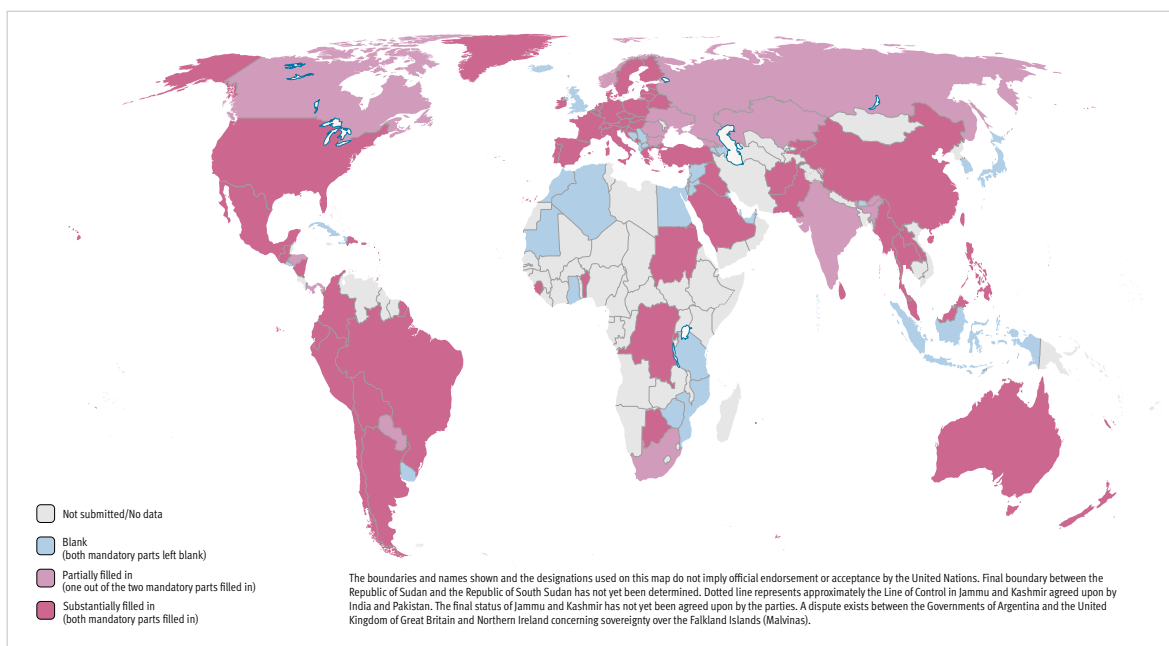 Not submitted/No data
Blank
(both mandatory parts left blank)
Partially filled in
(one out of the two mandatory parts filled in)
Substantially filled in
(both mandatory parts filled in)
The boundaries and names shown and the designations used on this map do not imply official endorsement or acceptance by the United Nations. Final boundary between the
Republic of Sudan and the Republic of South Sudan has not yet been determined. Dotted line represents approximately the Line of Control in Jammu and Kashmir agreed upon by
India and Pakistan. The final status of Jammu and Kashmir has not yet been agreed upon by the parties. A dispute exists between the Governments of Argentina and the United
Kingdom of Great Britain and Northern Ireland concerning sovereignty over the Falkland Islands (Malvinas).